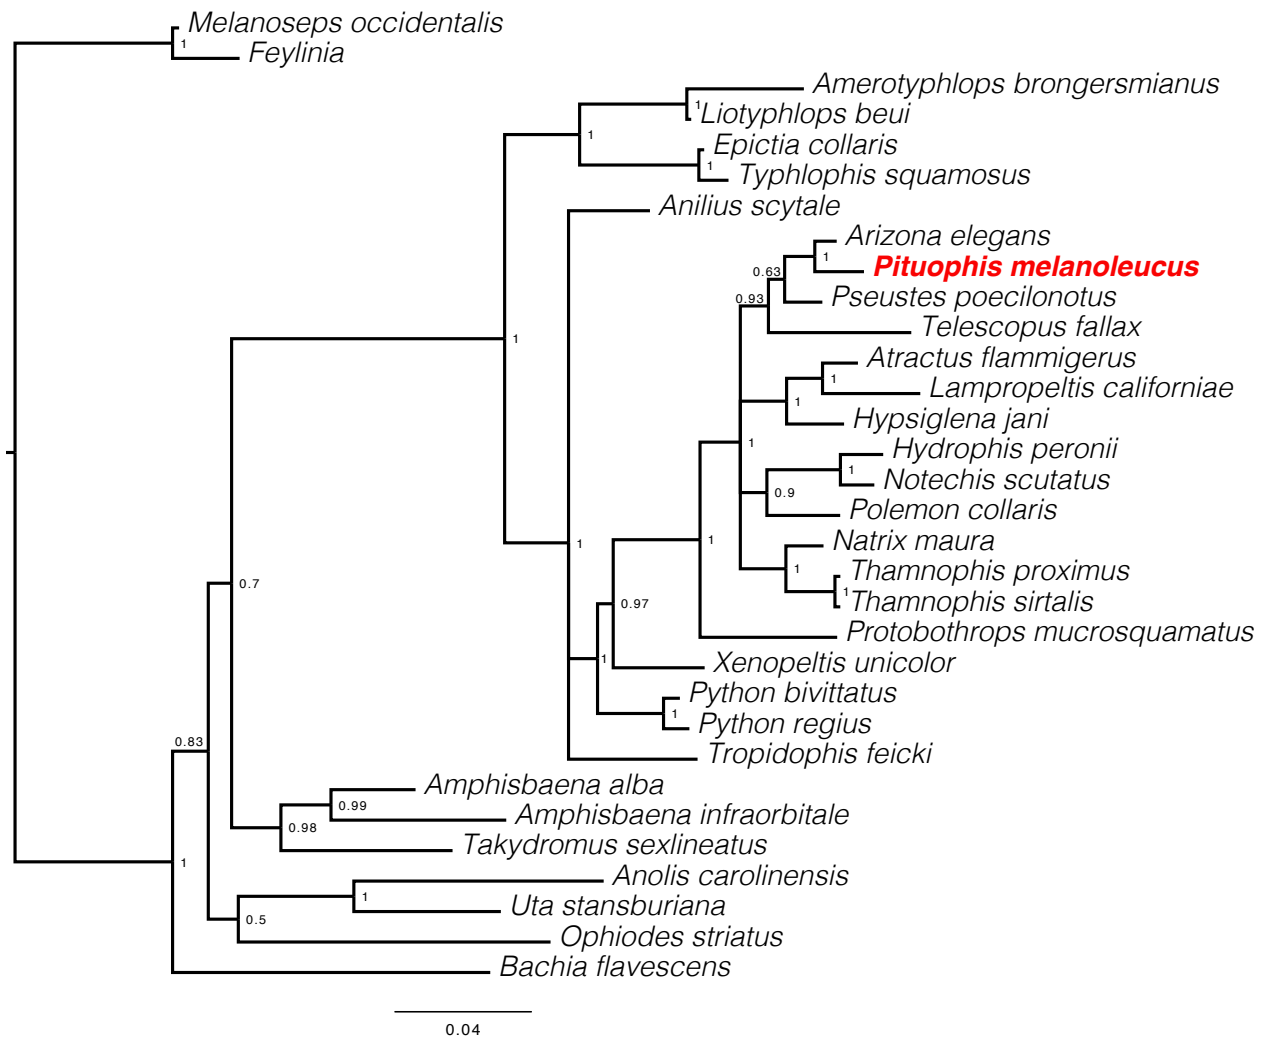 Melanoseps occidentalis
1
Feylinia
Amerotyphlops brongersmianus
1
Liotyphlops beui
1
Epictia collaris
1
Typhlophis squamosus
Anilius scytale
Arizona elegans
1
Pituophis melanoleucus
0.63
Pseustes poecilonotus
0.93
Telescopus fallax
1
Atractus flammigerus
1
Lampropeltis californiae
1
Hypsiglena jani
1
Hydrophis peronii
1
Notechis scutatus
0.9
Polemon collaris
1
Natrix maura
1
1
Thamnophis proximus
1
Thamnophis sirtalis
0.97
Protobothrops mucrosquamatus
1
Xenopeltis unicolor
Python bivittatus
1
Python regius
Tropidophis feicki
0.7
0.83
Amphisbaena alba
0.99
Amphisbaena infraorbitale
0.98
Takydromus sexlineatus
1
Anolis carolinensis
1
Uta stansburiana
0.5
Ophiodes striatus
Bachia flavescens
0.04